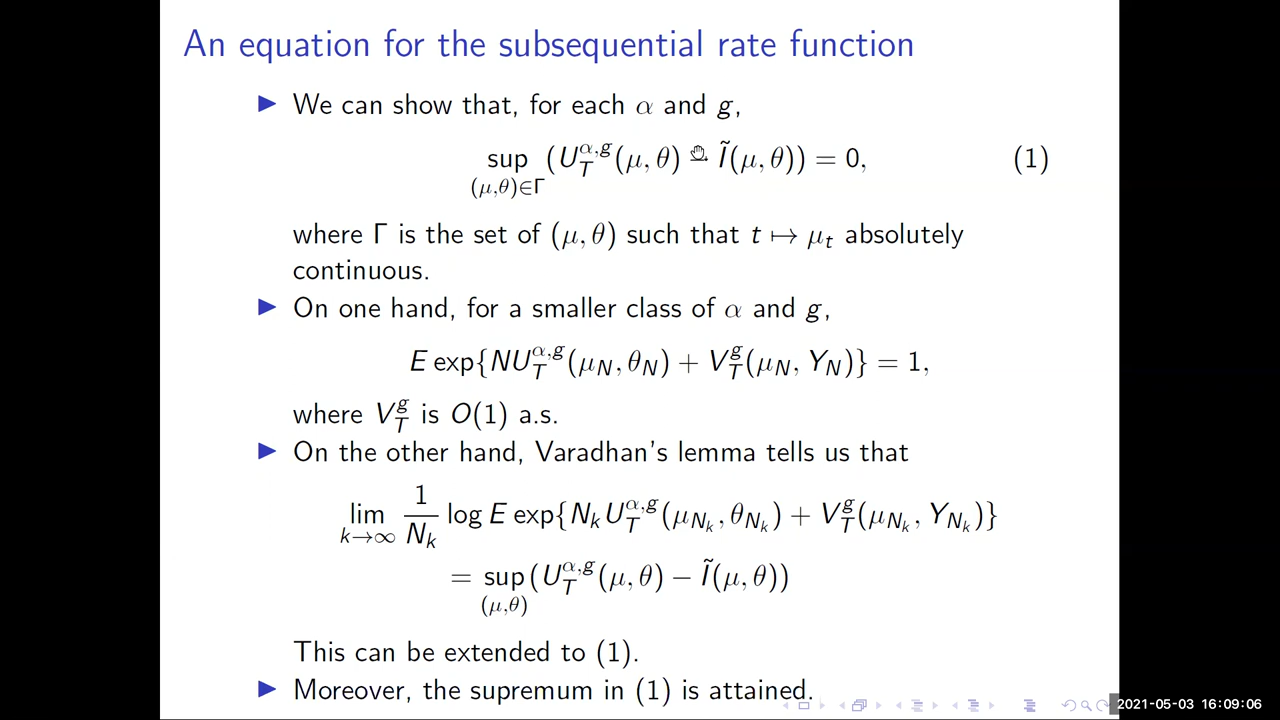 An equation for the subsequential rate function
▶ We can show that, for each α and g,
sup (U_T^{α,g}(μ, θ) Ĩ(μ, θ)) = 0, (1)
(μ,θ)∈Γ
where Γ is the set of (μ, θ) such that t ↦ μ_t absolutely
continuous.
▶ On one hand, for a smaller class of α and g,
E exp{NU_T^{α,g}(μ_N, θ_N) + V_T^g(μ_N, Y_N)} = 1,
where V_T^g is O(1) a.s.
▶ On the other hand, Varadhan's lemma tells us that
lim_{k→∞} 1/N_k log E exp{N_k U_T^{α,g}(μ_{N_k}, θ_{N_k}) + V_T^g(μ_{N_k}, Y_{N_k})}
= sup (U_T^{α,g}(μ, θ) − Ĩ(μ, θ))
(μ,θ)
This can be extended to (1).
▶ Moreover, the supremum in (1) is attained.
2021-05-03 16:09:06